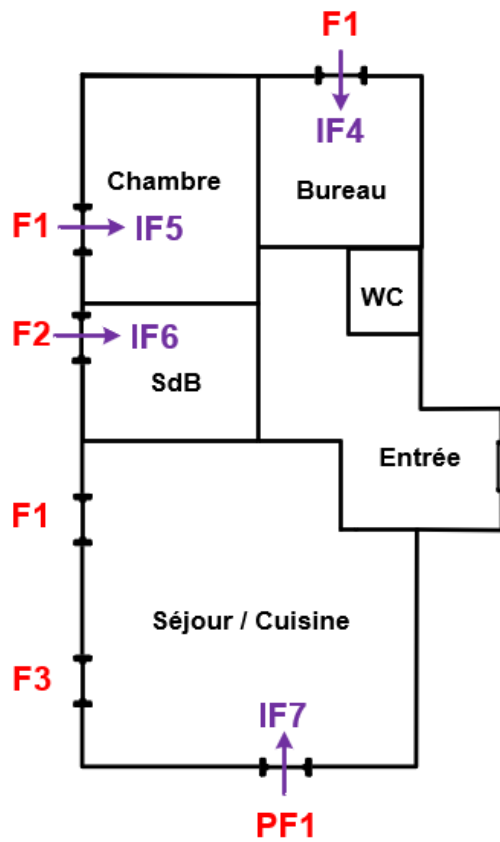 F1
IF4
Chambre
Bureau
F1
IF5
WC
F2
IF6
SdB
Entrée
F1
Séjour / Cuisine
F3
IF7
PF1